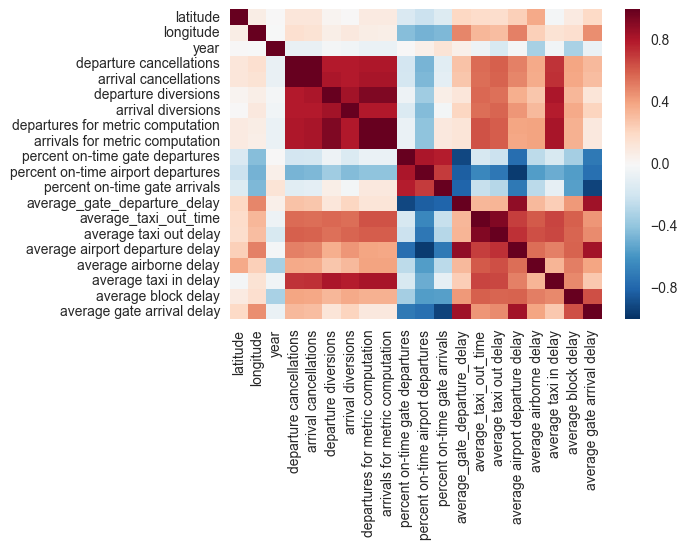 latitude
longitude
year
departure cancellations
arrival cancellations
departure diversions
arrival diversions
departures for metric computation
arrivals for metric computation
percent on-time gate departures
percent on-time airport departures
percent on-time gate arrivals
average_gate_departure_delay
average_taxi_out_time
average taxi out delay
average airport departure delay
average airborne delay
average taxi in delay
average block delay
average gate arrival delay
0.8
0.4
0.0
−0.4
−0.8
latitude
longitude
year
departure cancellations
arrival cancellations
departure diversions
arrival diversions
departures for metric computation
arrivals for metric computation
percent on-time gate departures
percent on-time airport departures
percent on-time gate arrivals
average_gate_departure_delay
average_taxi_out_time
average taxi out delay
average airport departure delay
average airborne delay
average taxi in delay
average block delay
average gate arrival delay